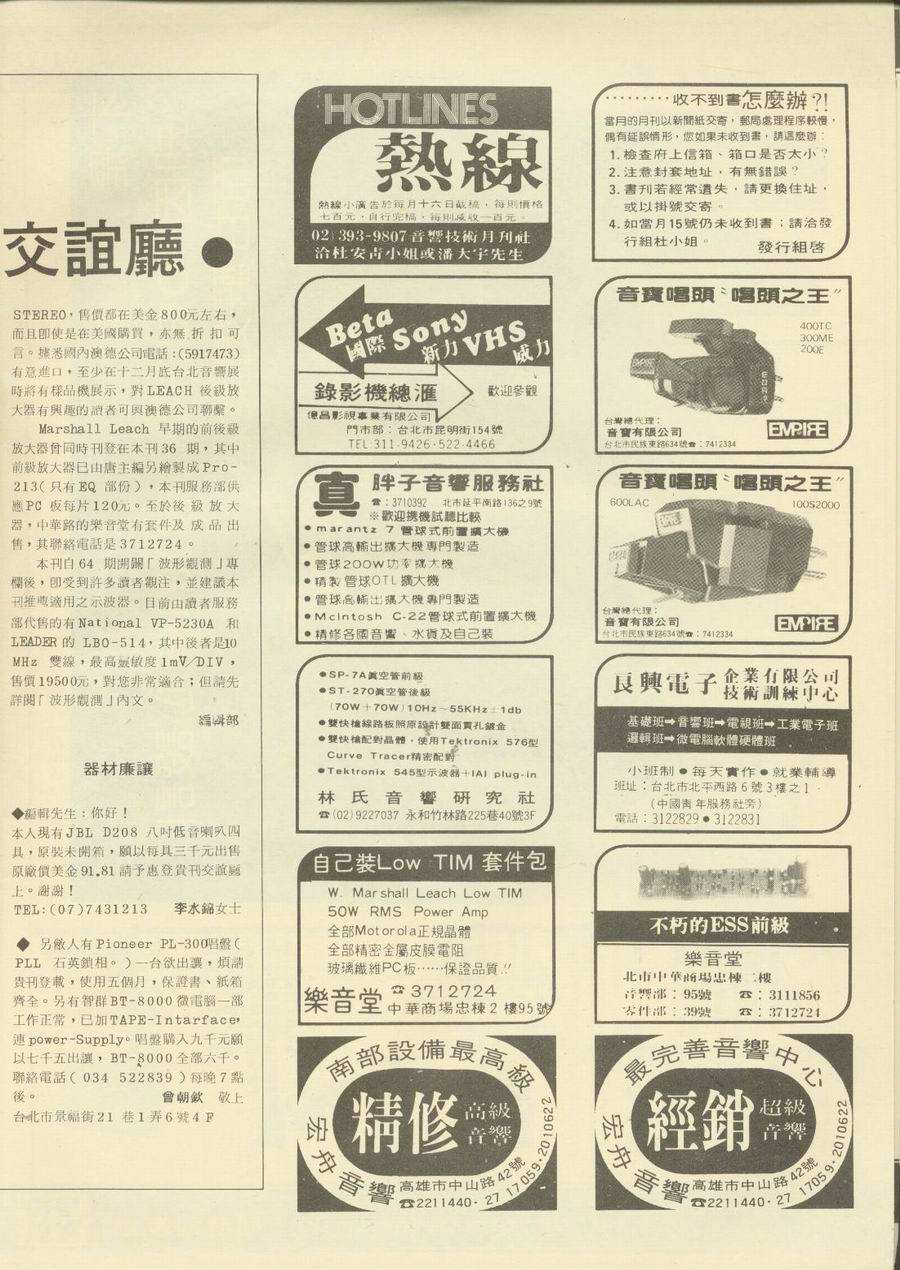 交誼廳●
STEREO，售價都在美金800元左右，
而且即使是在美國購買，亦無折扣可
言。據悉國內澳德公司電話：(5917473)
有意進口，至少在十二月底台北音響展
時將有樣品機展示，對LEACH 後級放
大器有興趣的讀者可與澳德公司聯繫。
Marshall Leach 早期的前後級
放大器曾同時刊登在本刊36 期，其中
前級放大器已由唐主編另繪製成Pro-
213(只有EQ 部份)，本刊服務部供
應PC 板每片120元。至於後級放大
器，中華路的樂音堂有套件及成品出
售，其聯絡電話是3712724。
本刊自64 期開闢「波形觀測」專
欄後，即受到許多讀者觀注，並建議本
刊推薦適用之示波器。目前由讀者服務
部代售的有National VP-5230A 和
LEADER的 LBO-514，其中後者是10
MHz 雙線，最高靈敏度1mV/DIV，
售價19500元，對您非常適合；但請先
詳閱「波形觀測」內文。
編輯部
器材廉讓
◆編輯先生：你好！
本人現有JBL D208 八吋低音喇叭四
具，原裝未開箱，願以每具三千元出售
原廠價美金91.81 請予惠登貴刊交誼廳
上。謝謝！
TEL:(07)7431213 李水錦女士
◆ 另敝人有Pioneer PL-300唱盤(
PLL 石英鎖相。)一台欲出讓，煩請
貴刊登載，使用五個月，保證書、紙箱
齊全。另有智群BT-8000微電腦一部
工作正常，已加TAPE-Intarface，
連power-Supply。唱盤購入九千元願
以七千五出讓，BT-8000全部六千。
聯絡電話(034 522839)每晚7點
後。 曾朝欽 敬上
台北市景福街21 巷1弄6號4F
HOTLINES
熱線
熱線小廣告於每月十六日截稿，每則價格
七百元，自行完稿，每則減收一百元。
02)393-9807音響技術月刊社
洽杜安吉小姐或潘大宇先生
Beta Sony VHS
國際 新力 威力
錄影機總滙 歡迎參觀
億昌影視事業有限公司
門市部：台北市昆明街154號
TEL 311-9426·522-4466
真 胖子音響服務社
☎：3710392 北市延平南路136之9號
※歡迎携機試聽比較
●marantz 7 管球式前置擴大機
●管球高輸出擴大機專門製造
●管球200W功率擴大機
●精製管球OTL擴大機
●管球高輸出擴大機專門製造
●Mcintosh C-22管球式前置擴大機
●精修各國音響、水貨及自己裝
●SP-7A眞空管前級
●ST-270眞空管後級
(70W＋70W)10Hz～55KHz±1db
●雙快槍線路板照原設計雙面貫孔鍍金
●雙快槍配對晶體，使用Tektronix 576型
Curve Tracer精密配對
●Tektronix 545型示波器＋IAI plug-in
林氏音響研究社
☎(02)9227037 永和竹林路225巷40號3F
自己裝Low TIM 套件包
W. Marshall Leach Low TIM
50W RMS Power Amp
全部Motorola正規晶體
全部精密金屬皮膜電阻
玻璃纖維PC板……保證品質!!
樂音堂 ☎3712724
中華商場忠棟2樓95號
南部設備最高級
精修 高級音響
宏舟音響 高雄市中山路42號
☎2211440·2717059·2010622
………收不到書怎麼辦?!
當月的月刊以新聞紙交寄，郵局處理程序較慢，
偶有延誤情形，您如果未收到書，請這麼辦：
1.檢查府上信箱、箱口是否太小？
2.注意封套地址，有無錯誤？
3.書刊若經常遺失，請更換住址，
或以掛號交寄。
4.如當月15號仍未收到書；請洽發
行組杜小姐。 發行組啓
音寶唱頭〝唱頭之王〞
400TC
300ME
200E
台灣總代理：
音寶有限公司 EMPIRE
台北市民族東路634號☎：7412334
音寶唱頭〝唱頭之王〞
600LAC 100S2000
台灣總代理：
音寶有限公司 EMPIRE
台北市民族東路634號☎：7412334
良興電子 企業有限公司
技術訓練中心
基礎班➡音響班➡電視班➡工業電子班
邏輯班➡微電腦軟體硬體班
小班制●每天實作●就業輔導
班址：台北市北平西路6號3樓之1
(中國靑年服務社旁)
電話：3122829●3122831
不朽的ESS前級
樂音堂
北市中華商場忠棟二樓
音響部：95號 ☎：3111856
零件部：39號 ☎：3712724
最完善音響中心
經銷 超級音響
宏舟音響 高雄市中山路42號
☎2211440·2717059·2010622